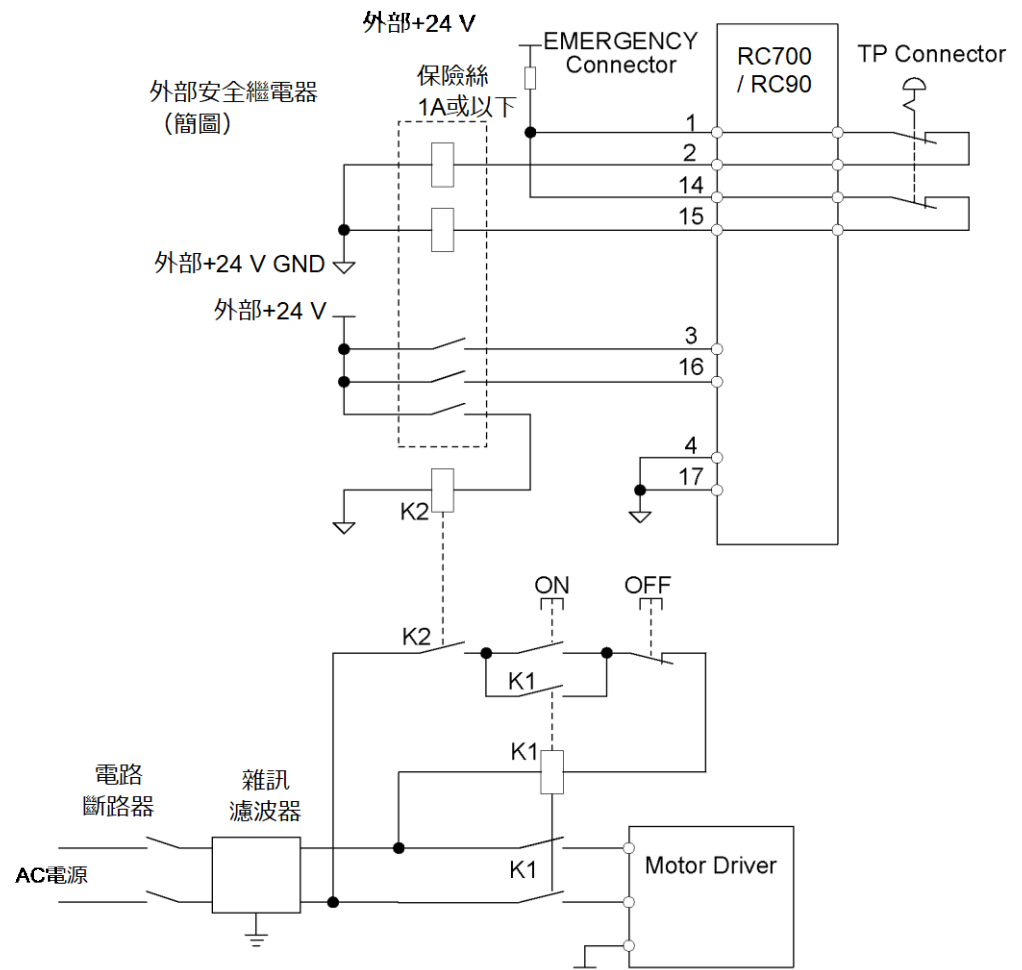 外部+24 V
EMERGENCY
Connector
RC700
/ RC90
TP Connector
保險絲
1A或以下
外部安全繼電器
（簡圖）
1
2
14
15
外部+24 V GND
外部+24 V
3
16
4
17
K2
ON
OFF
K2
K1
K1
電路
斷路器
雜訊
濾波器
K1
Motor Driver
AC電源